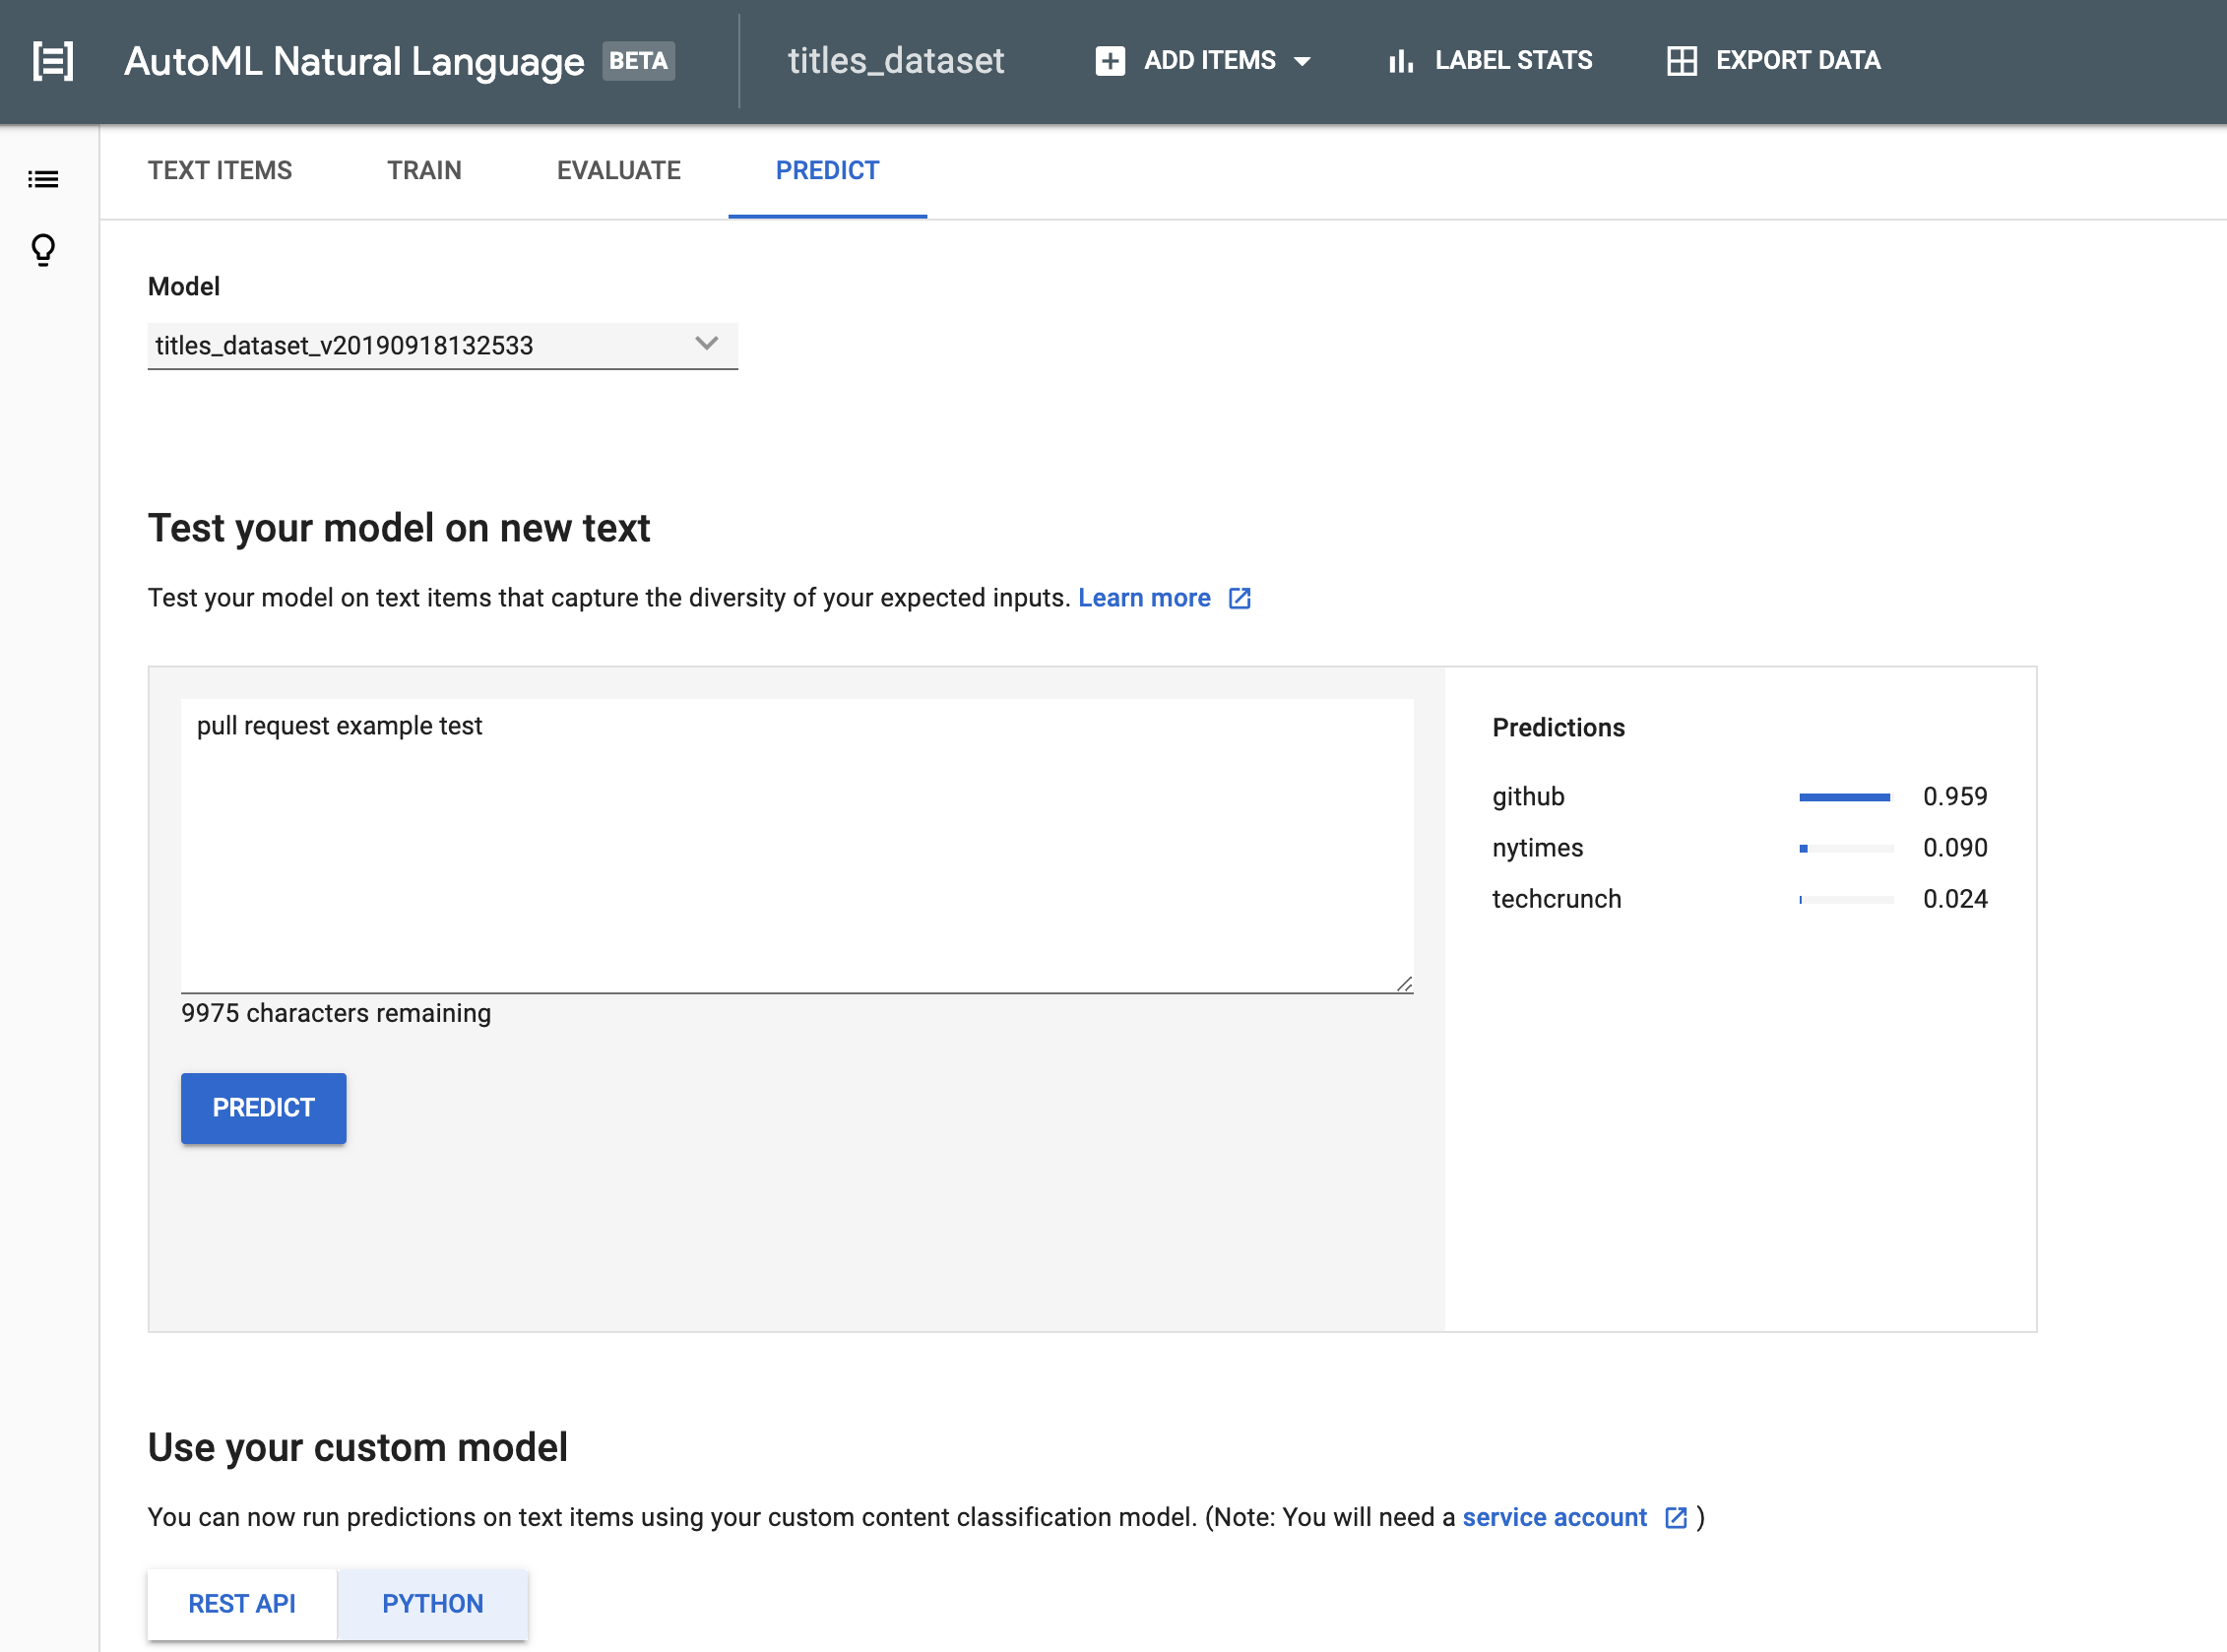 AutoML Natural Language BETA titles_dataset ADD ITEMS LABEL STATS EXPORT DATA
TEXT ITEMS TRAIN EVALUATE PREDICT
Model
titles_dataset_v20190918132533
Test your model on new text
Test your model on text items that capture the diversity of your expected inputs. Learn more
pull request example test
9975 characters remaining
PREDICT
Predictions
github 0.959
nytimes 0.090
techcrunch 0.024
Use your custom model
You can now run predictions on text items using your custom content classification model. (Note: You will need a service account )
REST API PYTHON